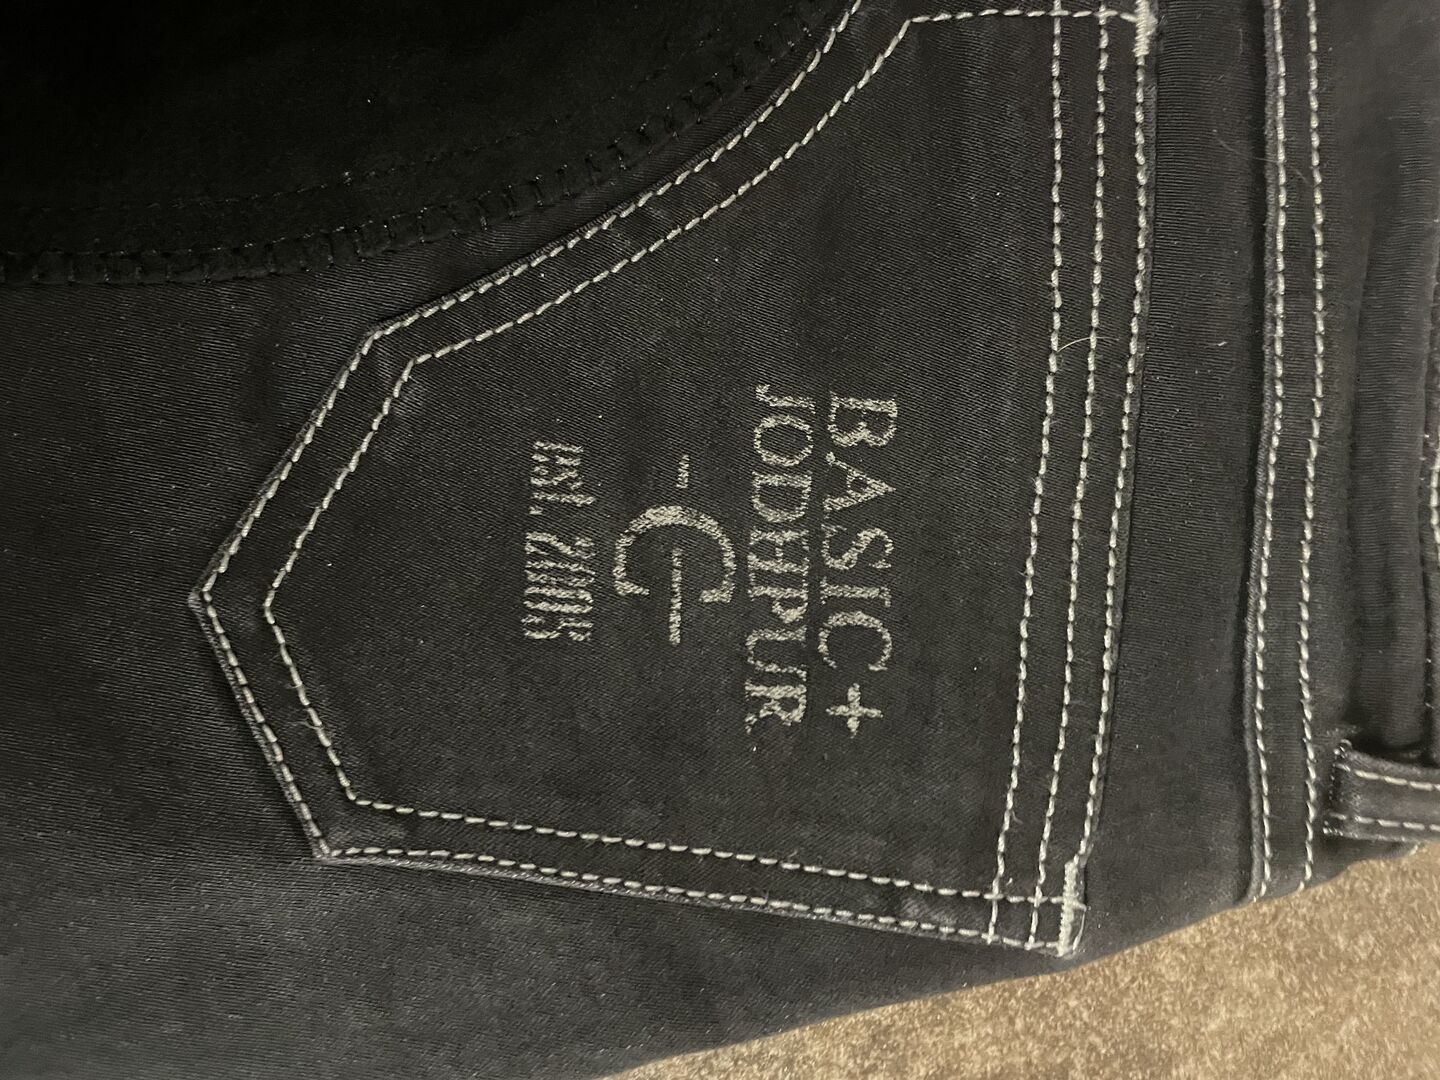 BASIC+
JODHPUR
-C-
est. 2005